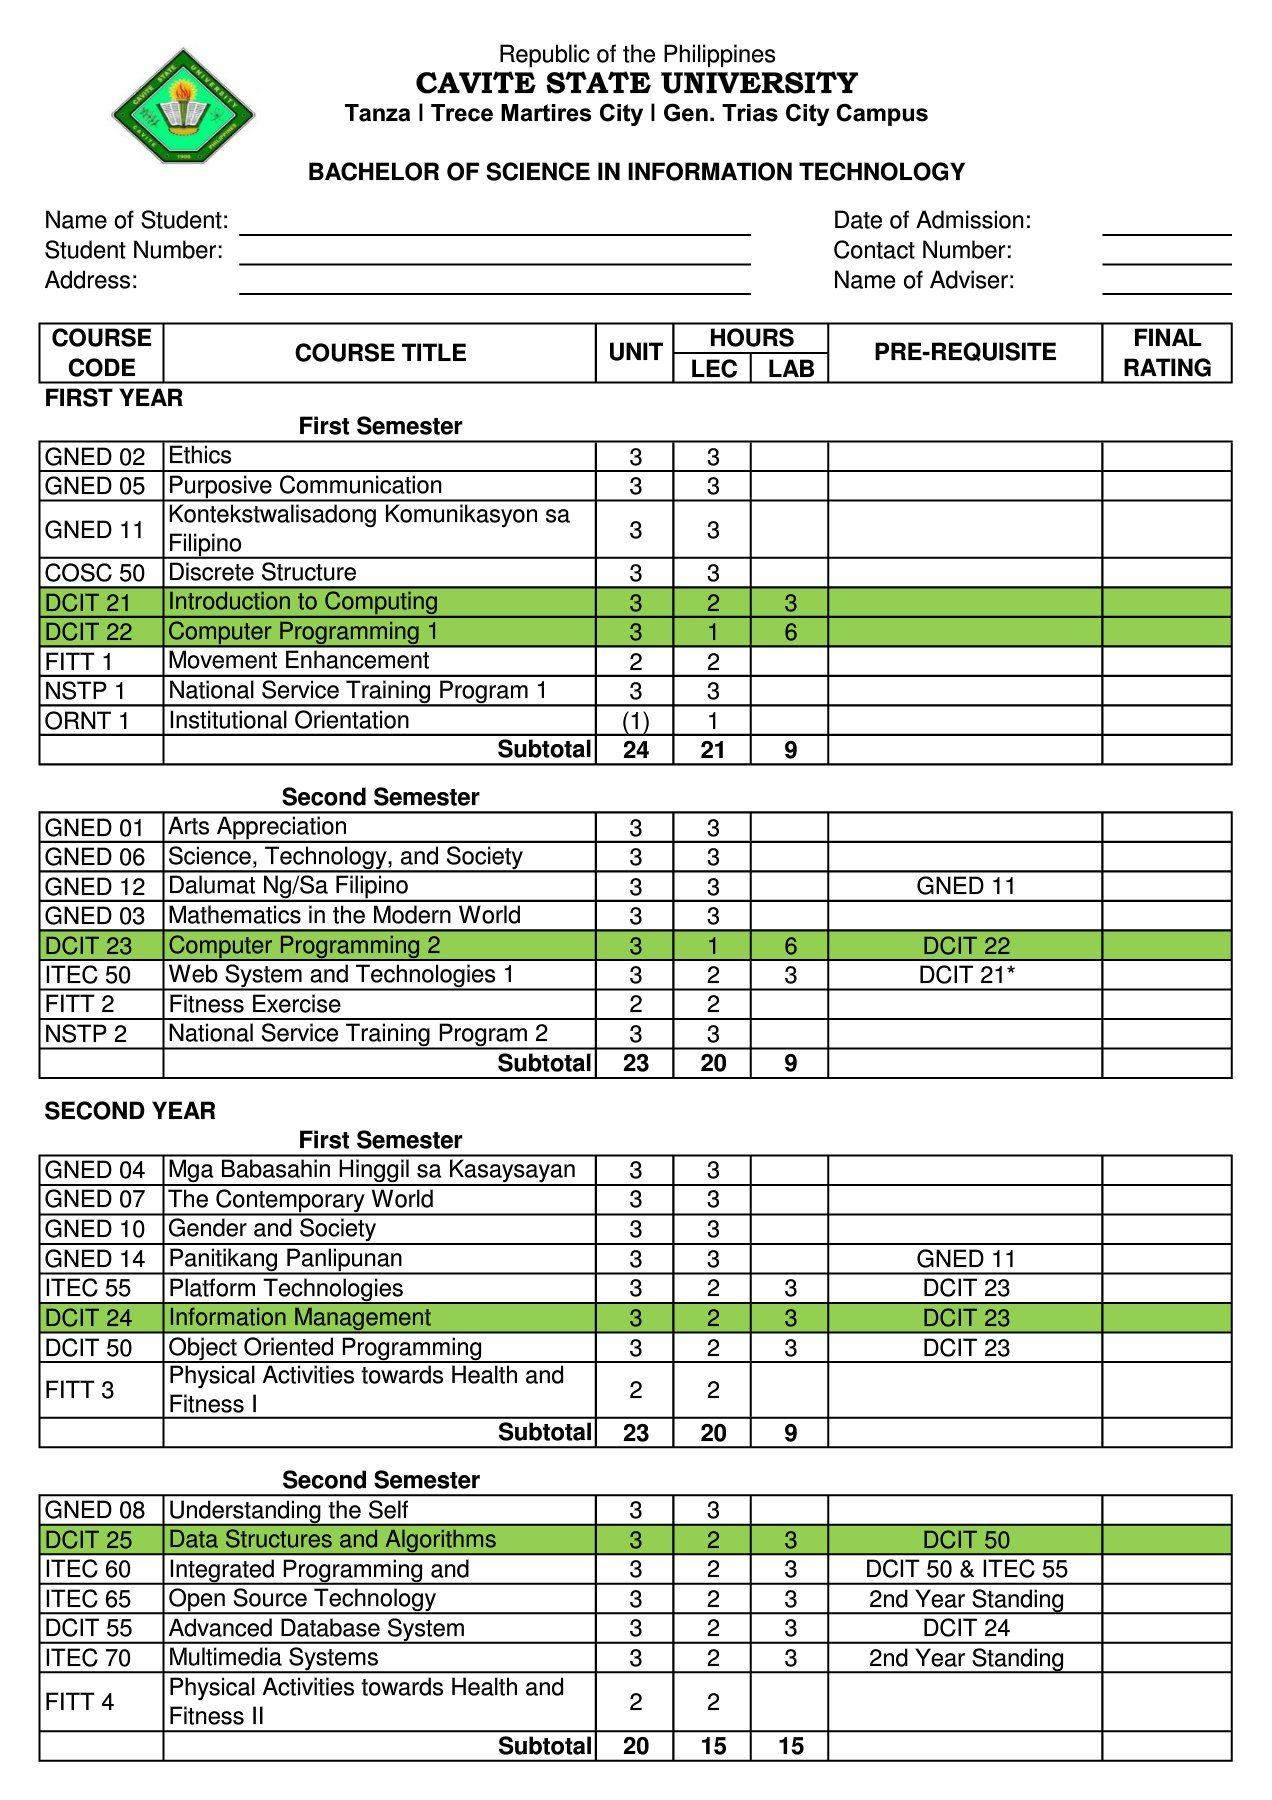 Republic of the Philippines
CAVITE STATE UNIVERSITY
Tanza | Trece Martires City | Gen. Trias City Campus
CAVITE STATE UNIVERSITY
CAVITE
PHILIPPINES
1906
BACHELOR OF SCIENCE IN INFORMATION TECHNOLOGY
Name of Student: Date of Admission:
Student Number: Contact Number:
Address: Name of Adviser:
COURSE CODE COURSE TITLE UNIT HOURS LEC LAB PRE-REQUISITE FINAL RATING
FIRST YEAR
First Semester
GNED 02 Ethics 3 3
GNED 05 Purposive Communication 3 3
GNED 11 Kontekstwalisadong Komunikasyon sa
Filipino 3 3
COSC 50 Discrete Structure 3 3
DCIT 21 Introduction to Computing 3 2 3
DCIT 22 Computer Programming 1 3 1 6
FITT 1 Movement Enhancement 2 2
NSTP 1 National Service Training Program 1 3 3
ORNT 1 Institutional Orientation (1) 1
Subtotal 24 21 9
Second Semester
GNED 01 Arts Appreciation 3 3
GNED 06 Science, Technology, and Society 3 3
GNED 12 Dalumat Ng/Sa Filipino 3 3 GNED 11
GNED 03 Mathematics in the Modern World 3 3
DCIT 23 Computer Programming 2 3 1 6 DCIT 22
ITEC 50 Web System and Technologies 1 3 2 3 DCIT 21*
FITT 2 Fitness Exercise 2 2
NSTP 2 National Service Training Program 2 3 3
Subtotal 23 20 9
SECOND YEAR
First Semester
GNED 04 Mga Babasahin Hinggil sa Kasaysayan 3 3
GNED 07 The Contemporary World 3 3
GNED 10 Gender and Society 3 3
GNED 14 Panitikang Panlipunan 3 3 GNED 11
ITEC 55 Platform Technologies 3 2 3 DCIT 23
DCIT 24 Information Management 3 2 3 DCIT 23
DCIT 50 Object Oriented Programming 3 2 3 DCIT 23
FITT 3 Physical Activities towards Health and
Fitness I 2 2
Subtotal 23 20 9
Second Semester
GNED 08 Understanding the Self 3 3
DCIT 25 Data Structures and Algorithms 3 2 3 DCIT 50
ITEC 60 Integrated Programming and 3 2 3 DCIT 50 & ITEC 55
ITEC 65 Open Source Technology 3 2 3 2nd Year Standing
DCIT 55 Advanced Database System 3 2 3 DCIT 24
ITEC 70 Multimedia Systems 3 2 3 2nd Year Standing
FITT 4 Physical Activities towards Health and
Fitness II 2 2
Subtotal 20 15 15